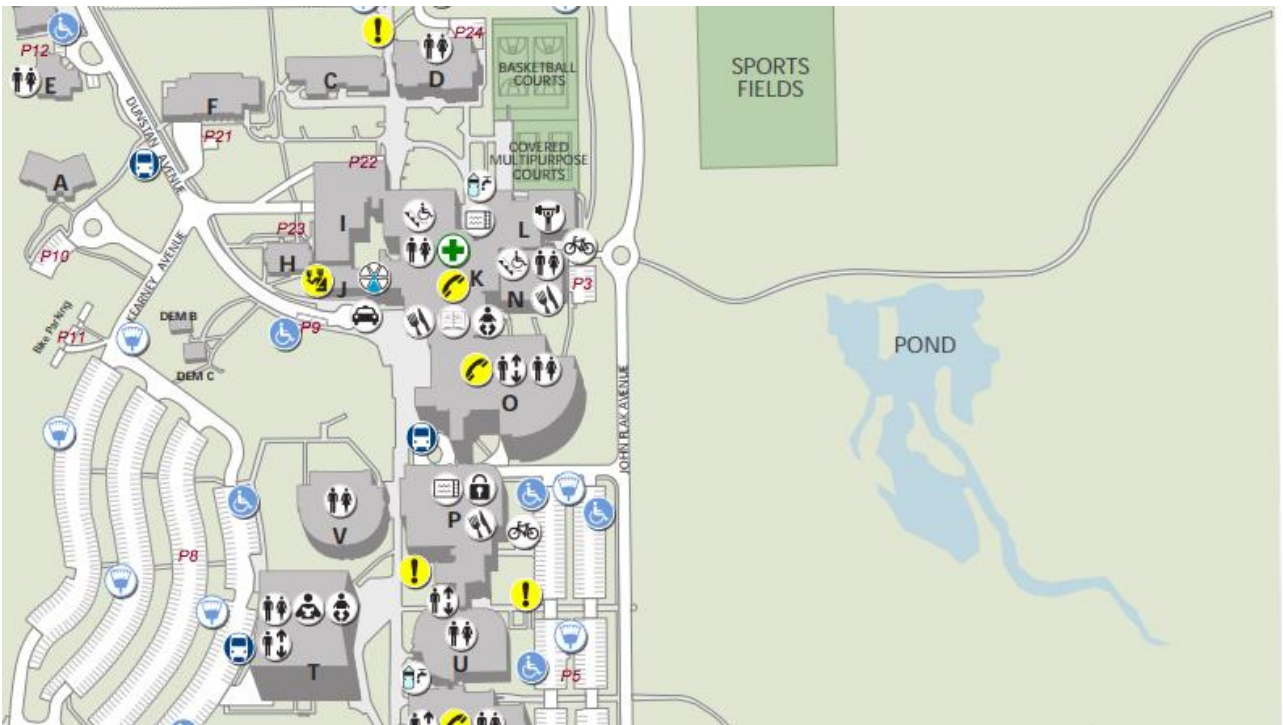 P24
P12
E
C
D
BASKETBALL
COURTS
SPORTS
FIELDS
F
DUNSTAN AVENUE
P21
COVERED
MULTIPURPOSE
COURTS
P22
A
I
L
P23
P10
KEARNEY AVENUE
H
J
K
N
P3
DEM B
P9
Bike Parking
P11
DEM C
POND
O
JOHN FLAK AVENUE
P
V
P8
T
U
P5